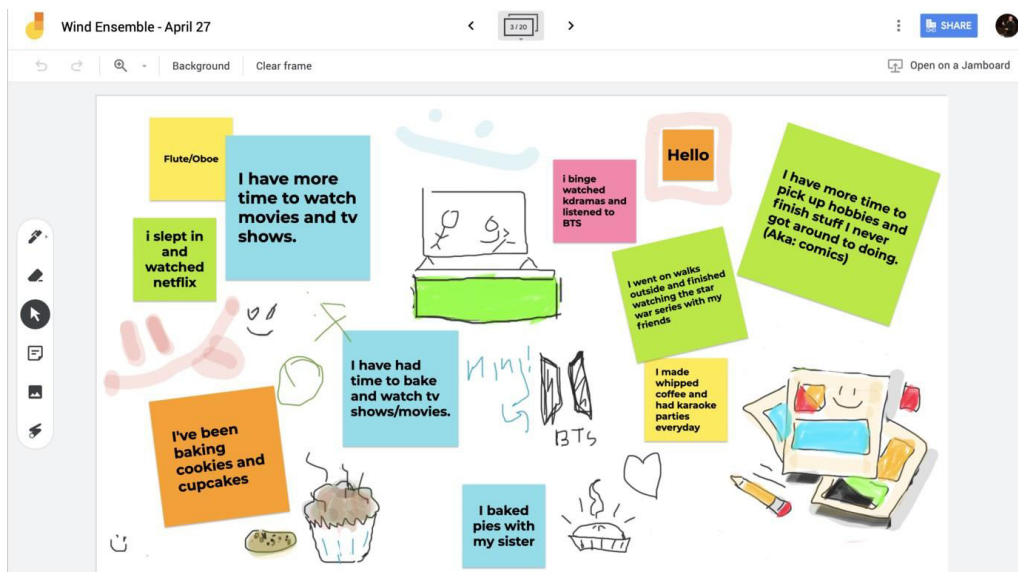 Wind Ensemble - April 27
3 / 20
SHARE
Background
Clear frame
Open on a Jamboard
Flute/Oboe
I have more
time to watch
movies and tv
shows.
i slept in
and
watched
netflix
i binge
watched
kdramas and
listened to
BTS
Hello
I have more time to
pick up hobbies and
finish stuff I never
got around to doing.
(Aka: comics)
I went on walks
outside and finished
watching the star
war series with my
friends
I have had
time to bake
and watch tv
shows/movies.
BTS
I made
whipped
coffee and
had karaoke
parties
everyday
I've been
baking
cookies and
cupcakes
I baked
pies with
my sister